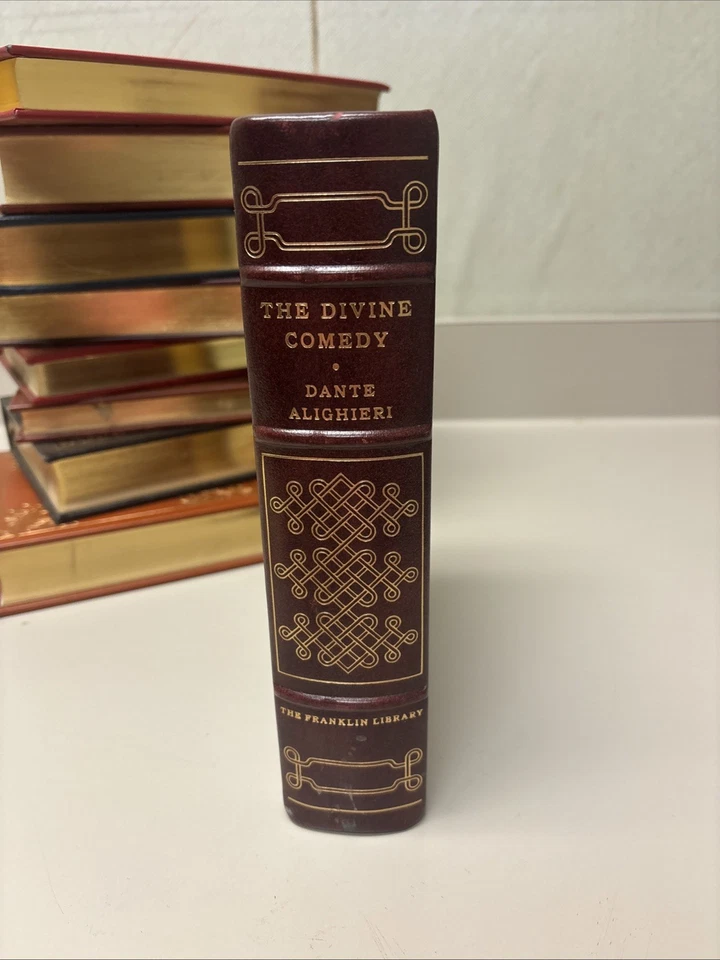 THE DIVINE
COMEDY
DANTE
ALIGHIERI
THE FRANKLIN LIBRARY